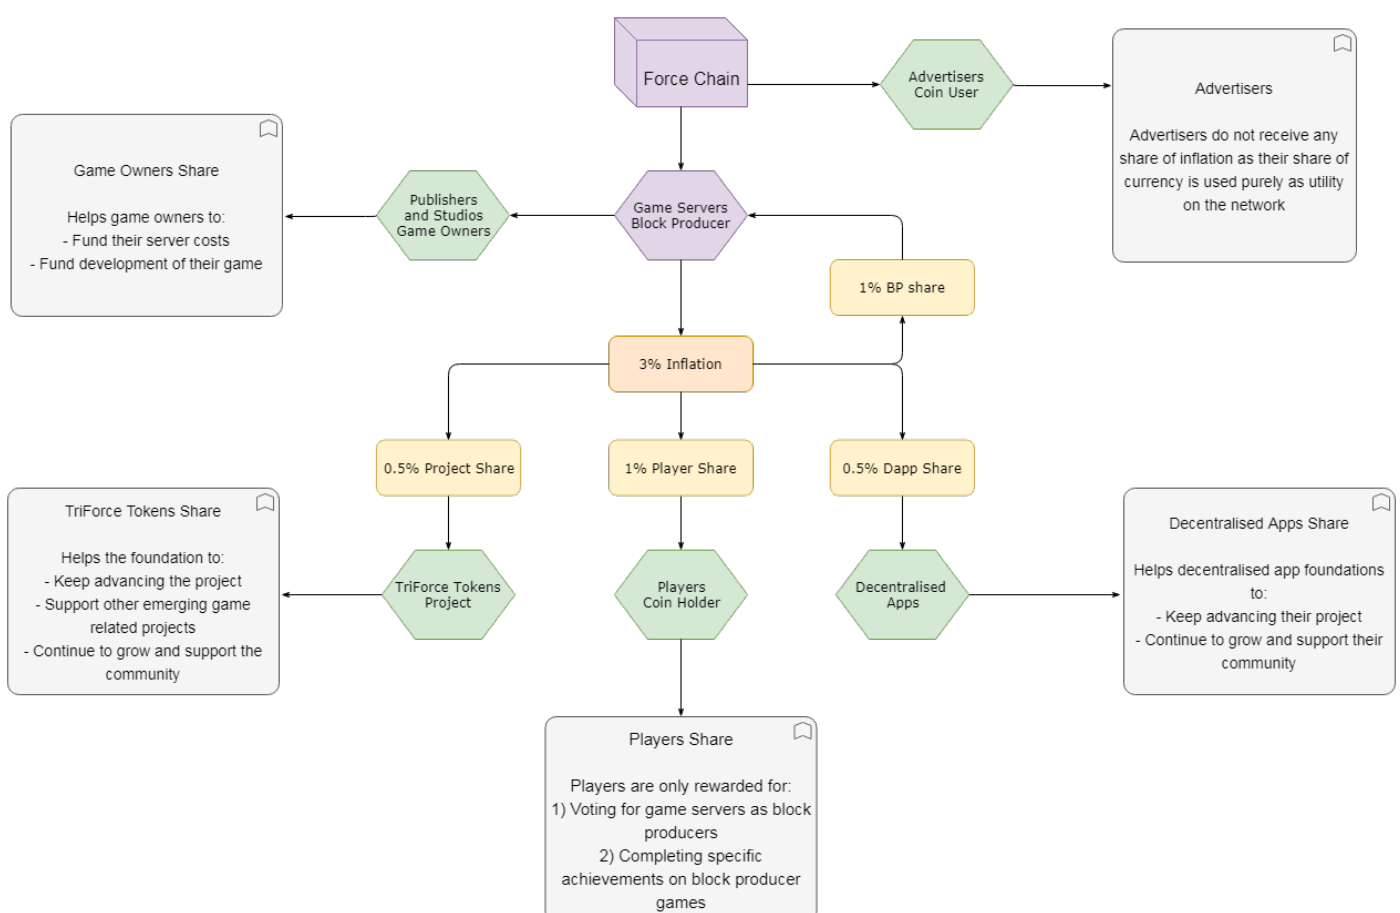 Force Chain
Advertisers
Coin User
Advertisers
Advertisers do not receive any
share of inflation as their share of
currency is used purely as utility
on the network
Game Owners Share
Helps game owners to:
- Fund their server costs
- Fund development of their game
Publishers
and Studios
Game Owners
Game Servers
Block Producer
1% BP share
3% Inflation
0.5% Project Share
1% Player Share
0.5% Dapp Share
TriForce Tokens Share
Helps the foundation to:
- Keep advancing the project
- Support other emerging game
related projects
- Continue to grow and support the
community
TriForce Tokens
Project
Players
Coin Holder
Decentralised
Apps
Decentralised Apps Share
Helps decentralised app foundations
to:
- Keep advancing their project
- Continue to grow and support their
community
Players Share
Players are only rewarded for:
1) Voting for game servers as block
producers
2) Completing specific
achievements on block producer
games